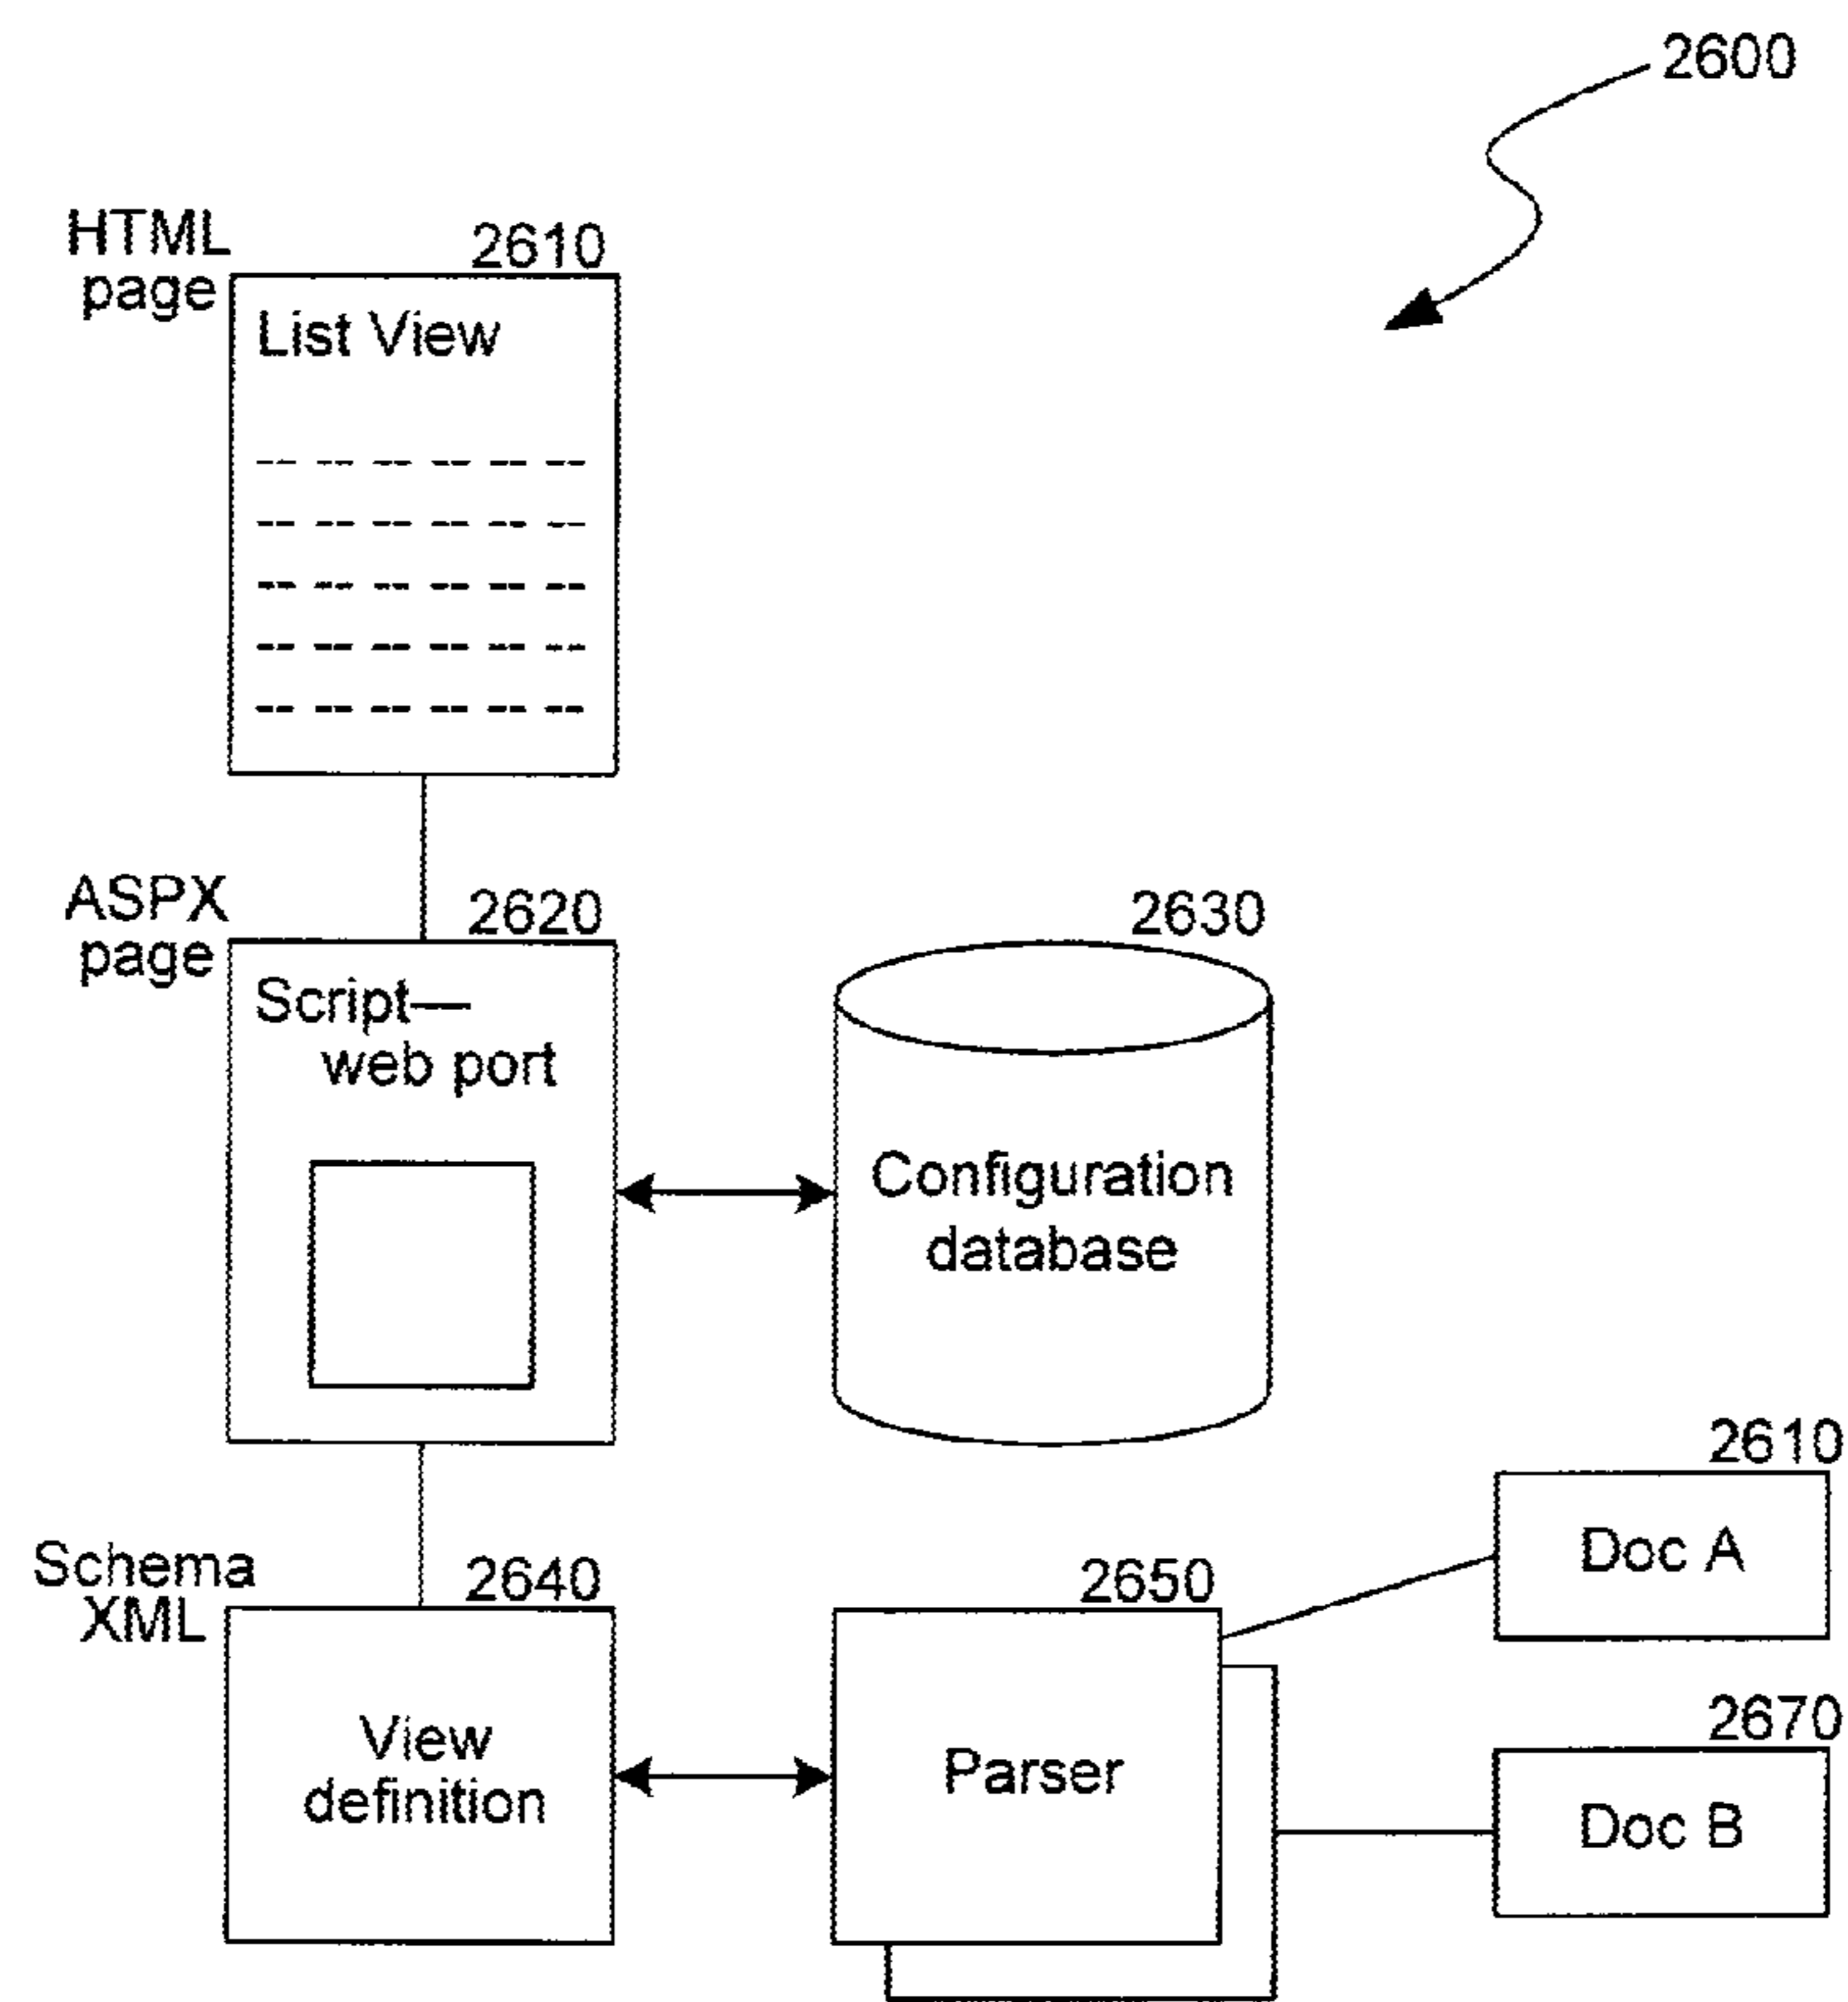 2600
HTML
page
2610
List View
ASPX
page
2620
Script—
web port
2630
Configuration
database
Schema
XML
2640
View
definition
2650
Parser
2610
Doc A
2670
Doc B